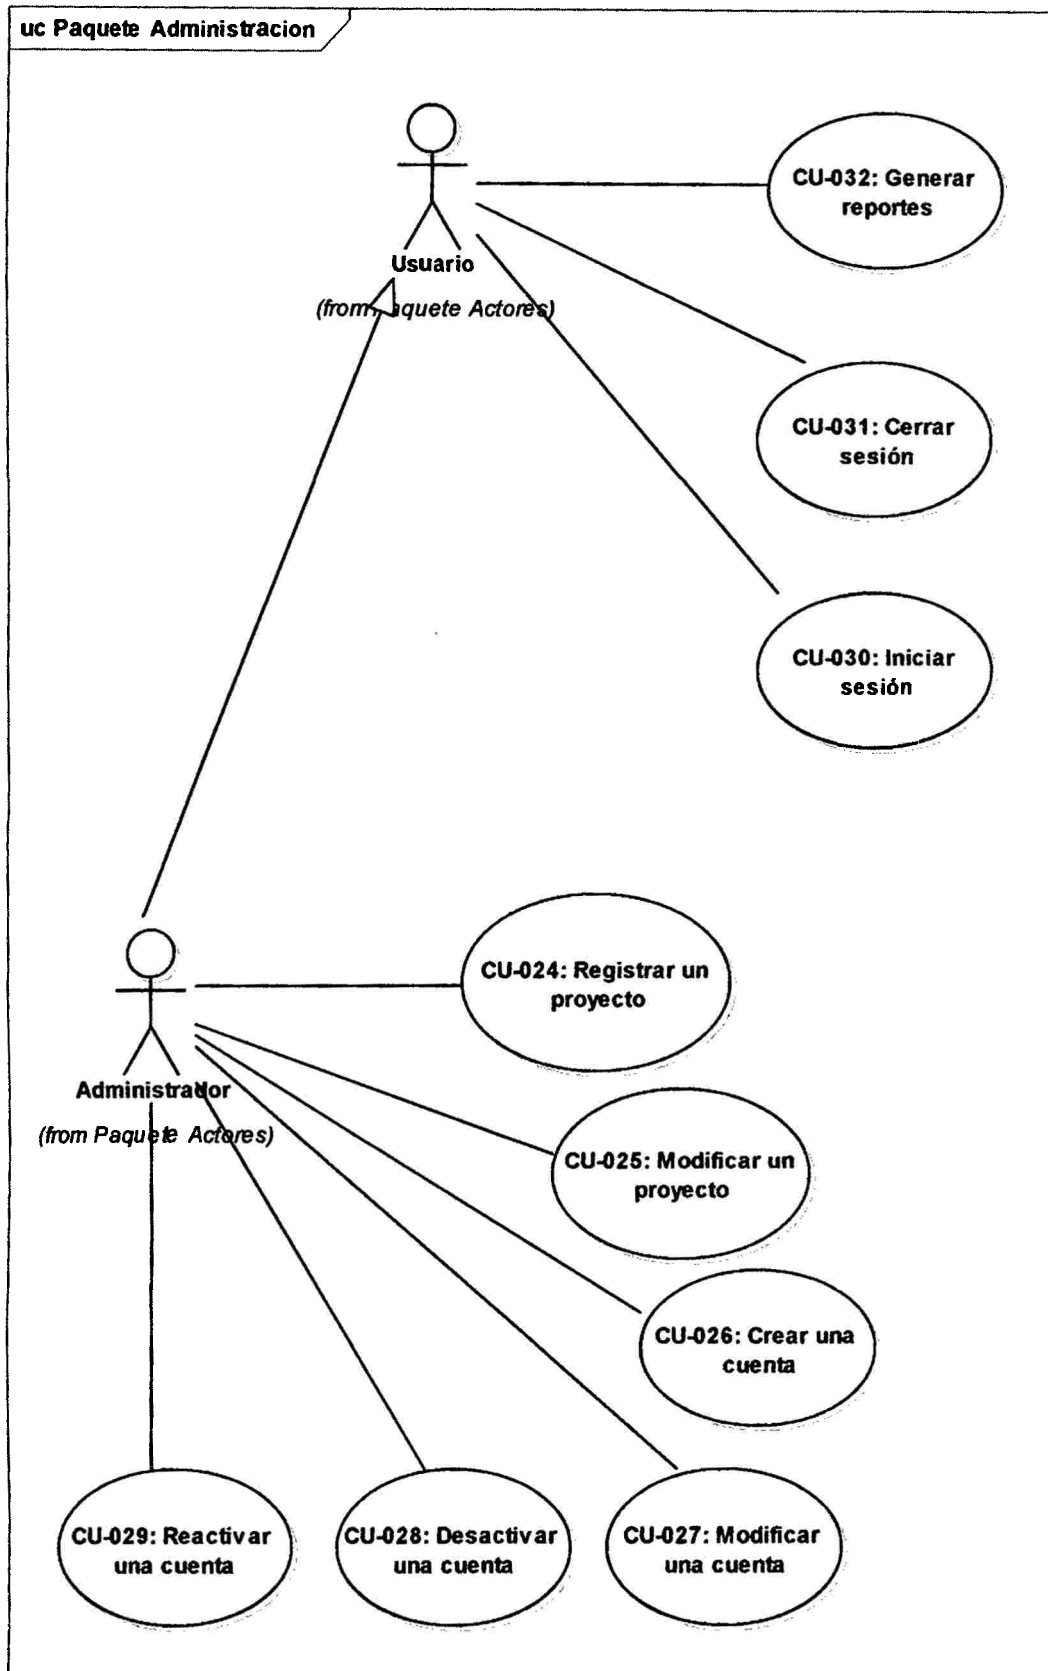 uc Paquete Administracion
CU-032: Generar
reportes
Usuario
(from Paquete Actores)
CU-031: Cerrar
sesión
CU-030: Iniciar
sesión
CU-024: Registrar un
proyecto
Administrador
(from Paquete Actores)
CU-025: Modificar un
proyecto
CU-026: Crear una
cuenta
CU-029: Reactivar
una cuenta
CU-028: Desactivar
una cuenta
CU-027: Modificar
una cuenta